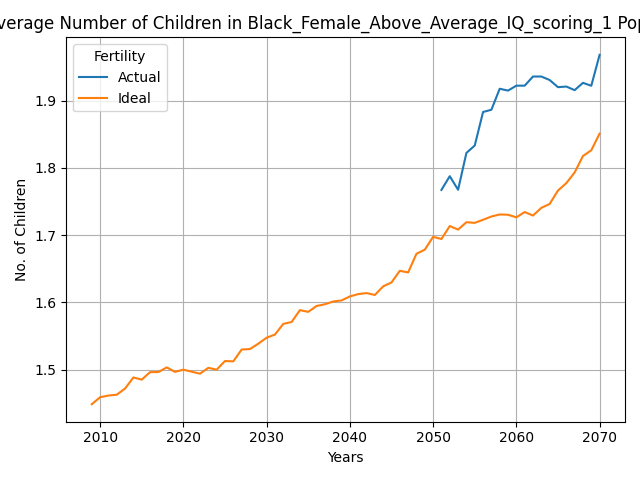 verage Number of Children in Black_Female_Above_Average_IQ_scoring_1 Pop
Fertility
Actual
Ideal
No. of Children
1.9
1.8
1.7
1.6
1.5
2010 2020 2030 2040 2050 2060 2070
Years